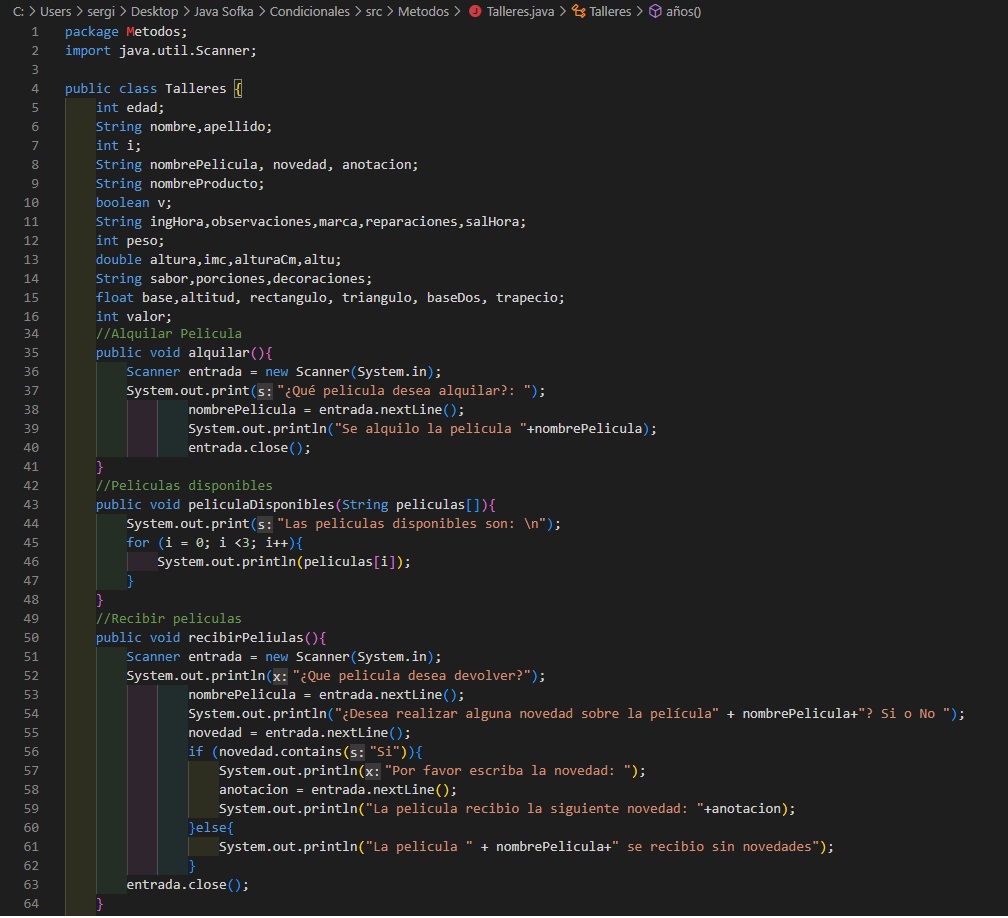 C: > Users > sergi > Desktop > Java Sofka > Condicionales > src > Metodos > J Talleres.java > Talleres > años()
1 package Metodos;
2 import java.util.Scanner;
3
4 public class Talleres {
5 int edad;
6 String nombre,apellido;
7 int i;
8 String nombrePelicula, novedad, anotacion;
9 String nombreProducto;
10 boolean v;
11 String ingHora,observaciones,marca,reparaciones,salHora;
12 int peso;
13 double altura,imc,alturaCm,altu;
14 String sabor,porciones,decoraciones;
15 float base,altitud, rectangulo, triangulo, baseDos, trapecio;
16 int valor;
34 //Alquilar Pelicula
35 public void alquilar(){
36 Scanner entrada = new Scanner(System.in);
37 System.out.print(s: "¿Qué pelicula desea alquilar?: ");
38 nombrePelicula = entrada.nextLine();
39 System.out.println("Se alquilo la pelicula "+nombrePelicula);
40 entrada.close();
41 }
42 //Peliculas disponibles
43 public void peliculaDisponibles(String peliculas[]){
44 System.out.print(s: "Las peliculas disponibles son: \n");
45 for (i = 0; i <3; i++){
46 System.out.println(peliculas[i]);
47 }
48 }
49 //Recibir peliculas
50 public void recibirPeliulas(){
51 Scanner entrada = new Scanner(System.in);
52 System.out.println(x: "¿Que pelicula desea devolver?");
53 nombrePelicula = entrada.nextLine();
54 System.out.println("¿Desea realizar alguna novedad sobre la película" + nombrePelicula+"? Si o No ");
55 novedad = entrada.nextLine();
56 if (novedad.contains(s: "Si")){
57 System.out.println(x: "Por favor escriba la novedad: ");
58 anotacion = entrada.nextLine();
59 System.out.println("La pelicula recibio la siguiente novedad: "+anotacion);
60 }else{
61 System.out.println("La pelicula " + nombrePelicula+" se recibio sin novedades");
62 }
63 entrada.close();
64 }